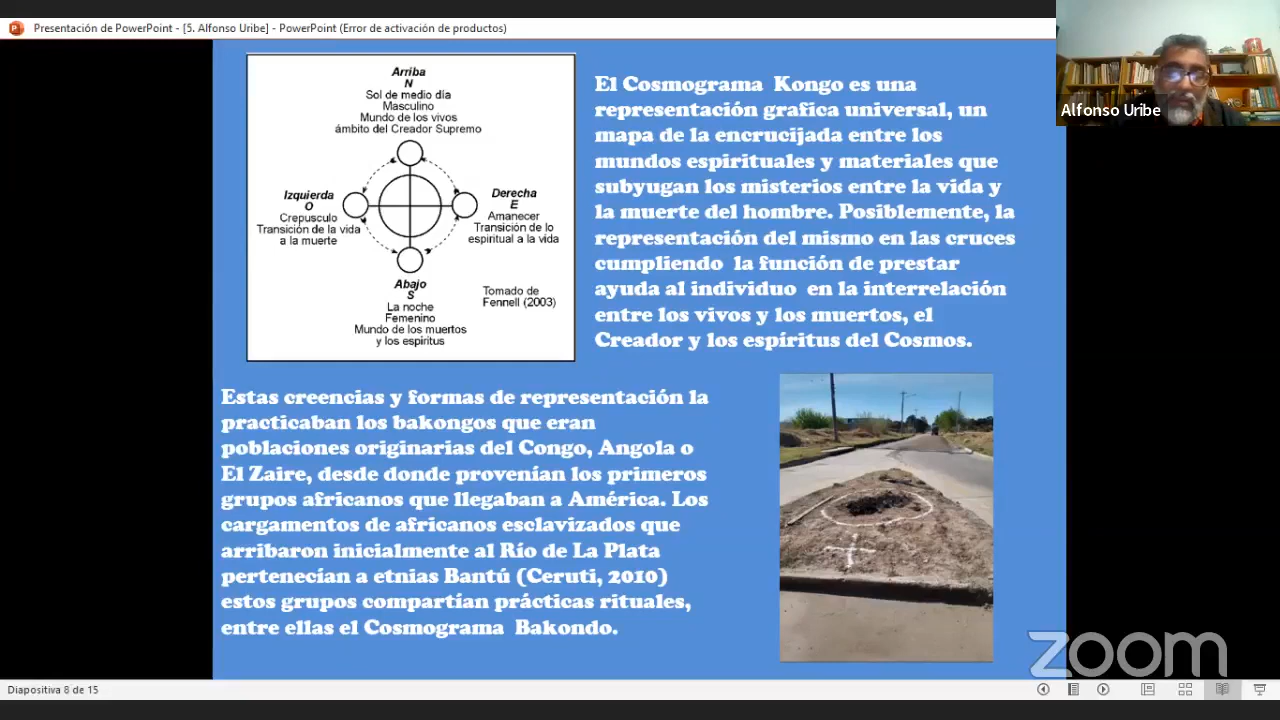 Presentación de PowerPoint - [5. Alfonso Uribe] - PowerPoint (Error de activación de productos)
Alfonso Uribe
Arriba
N
Sol de medio día
Masculino
Mundo de los vivos
ámbito del Creador Supremo
Izquierda
O
Crepusculo
Transición de la vida
a la muerte
Derecha
E
Amanecer
Transición de lo
espiritual a la vida
Abajo
S
La noche
Femenino
Mundo de los muertos
y los espiritus
Tomado de
Fennell (2003)
El Cosmograma Kongo es una
representación grafica universal, un
mapa de la encrucijada entre los
mundos espirituales y materiales que
subyugan los misterios entre la vida y
la muerte del hombre. Posiblemente, la
representación del mismo en las cruces
cumpliendo la función de prestar
ayuda al individuo en la interrelación
entre los vivos y los muertos, el
Creador y los espíritus del Cosmos.
Estas creencias y formas de representación la
practicaban los bakongos que eran
poblaciones originarias del Congo, Angola o
El Zaire, desde donde provenían los primeros
grupos africanos que llegaban a América. Los
cargamentos de africanos esclavizados que
arribaron inicialmente al Río de La Plata
pertenecían a etnias Bantú (Ceruti, 2010)
estos grupos compartían prácticas rituales,
entre ellas el Cosmograma Bakondo.
zoom
Diapositiva 8 de 15